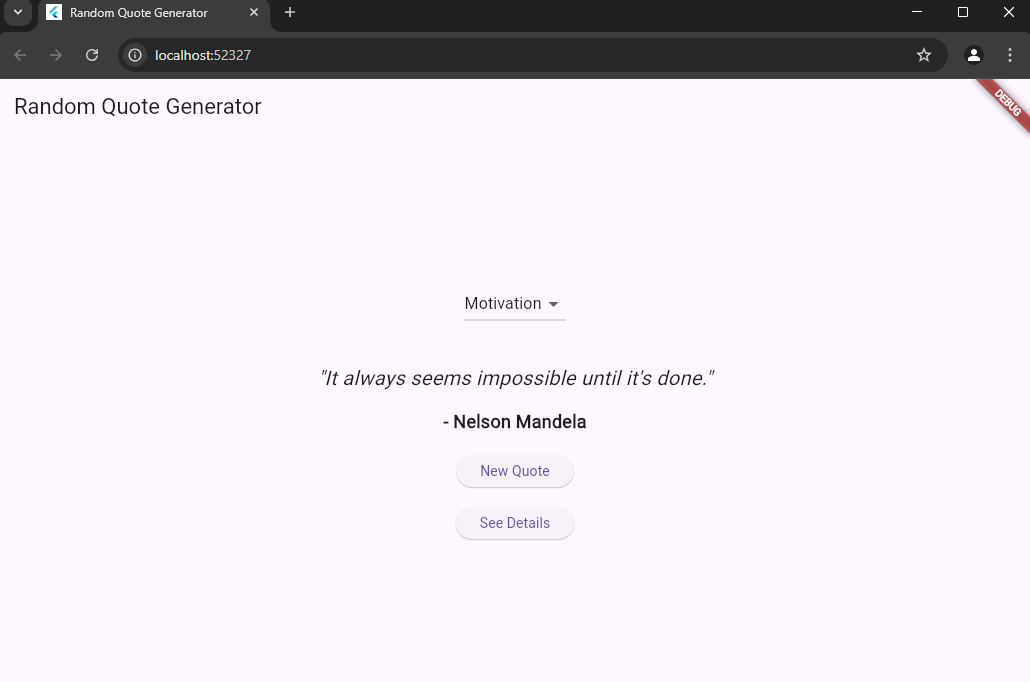 Random Quote Generator
localhost:52327
Random Quote Generator
DEBUG
Motivation
"It always seems impossible until it's done."
- Nelson Mandela
New Quote
See Details